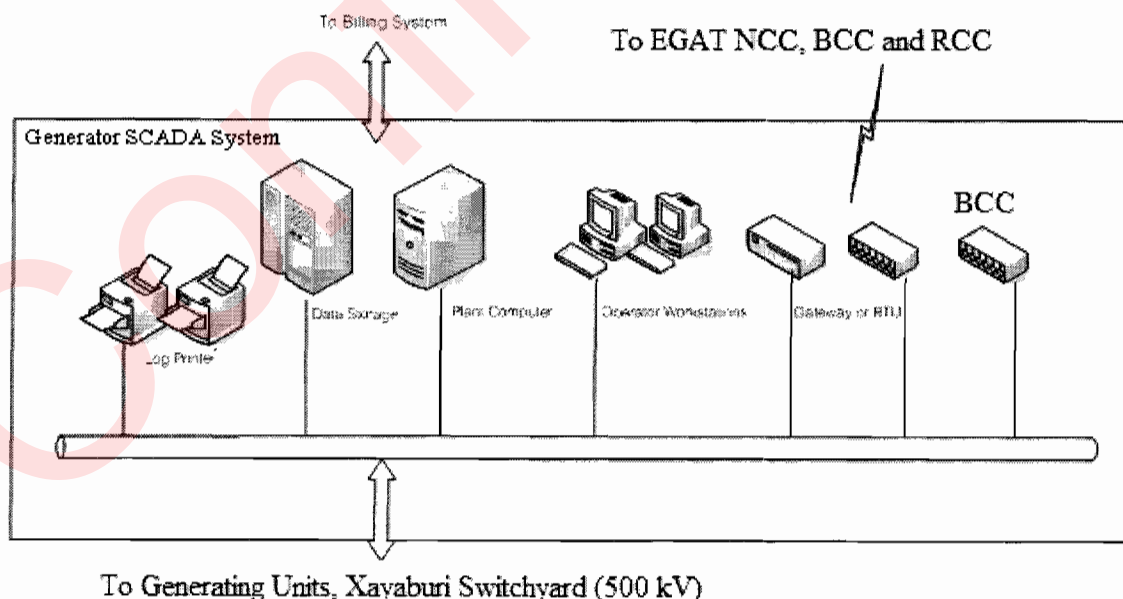 To Billing System
To EGAT NCC, BCC and RCC
Generator SCADA System
BCC
Data Storage
Plant Computer
Operator Workstations
Gateway or RTU
Log Printer
To Generating Units, Xayaburi Switchyard (500 kV)